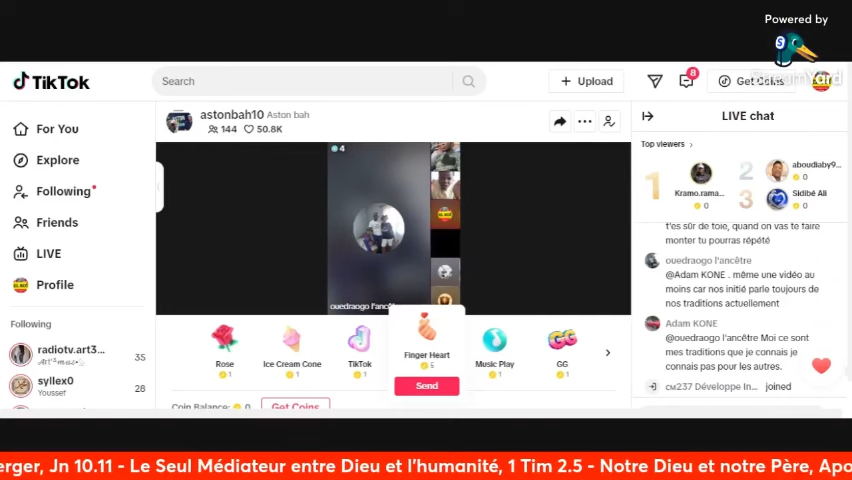 Powered by
StreamYard
TikTok
Search
+ Upload
8
Get Coins
astonbah10 Aston bah
144 50.8K
LIVE chat
Top viewers >
For You
Explore
Following
Friends
LIVE
Profile
Following
radiotv.art3...
35
syllex0
Youssef
28
4
ouedraogo l'ancêt
1
Kramo.rama...
0
2
aboudiaby9...
0
3
Sidibé Ali
0
t'es sûr de toie, quand on vas te faire
monter tu pourras répété
ouedraogo l'ancêtre
@Adam KONE . même une vidéo au
moins car nos initié parle toujours de
nos traditions actuellement
Adam KONE
@ouedraogo l'ancêtre Moi ce sont
mes traditions que je connais je
connais pas pour les autres.
CM237 Développe In... joined
Rose
1
Ice Cream Cone
1
TikTok
1
Finger Heart
5
Send
Music Play
1
GG
GG
1
Coin Balance: 0
Get Coins
erger, Jn 10.11 - Le Seul Médiateur entre Dieu et l'humanité, 1 Tim 2.5 - Notre Dieu et notre Père, Apo